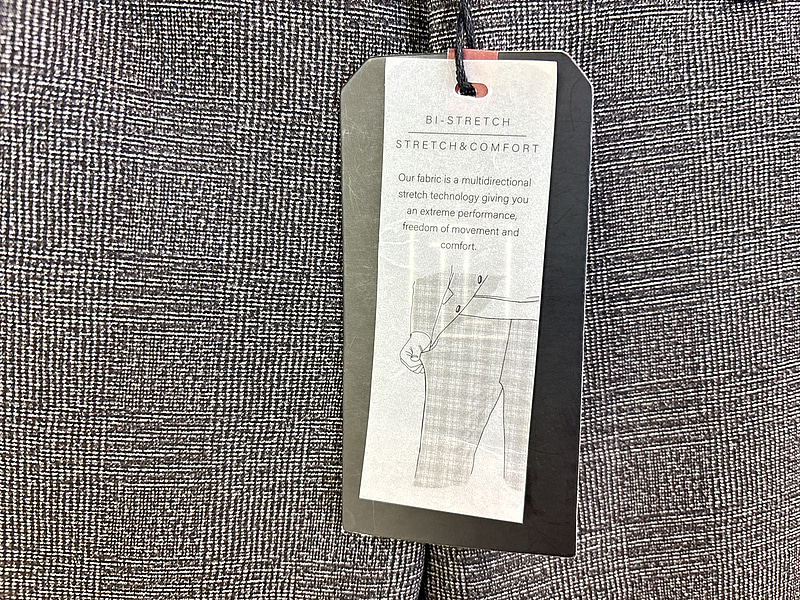 BI-STRETCH
STRETCH&COMFORT
Our fabric is a multidirectional
stretch technology giving you
an extreme performance,
freedom of movement and
comfort.